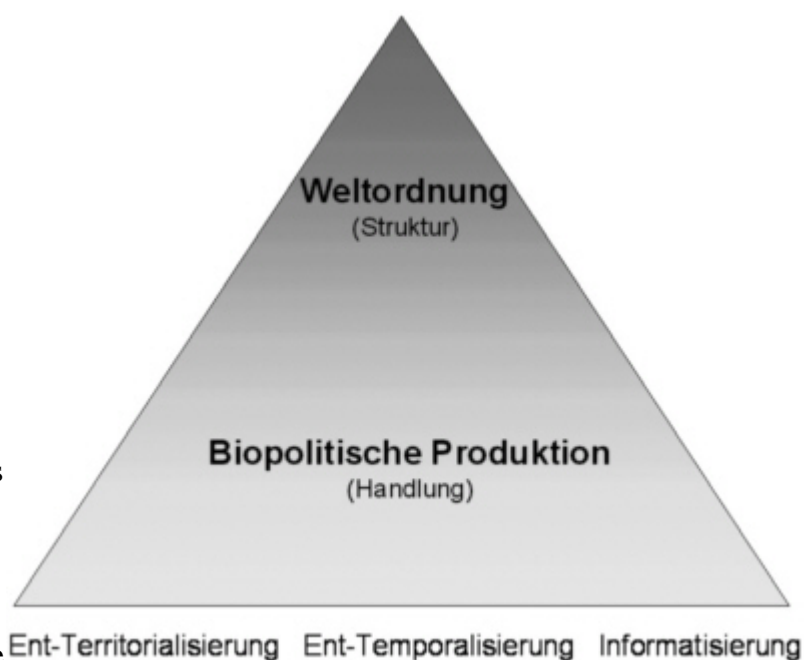 Weltordnung
(Struktur)
Biopolitische Produktion
(Handlung)
Ent-Territorialisierung Ent-Temporalisierung Informatisierung